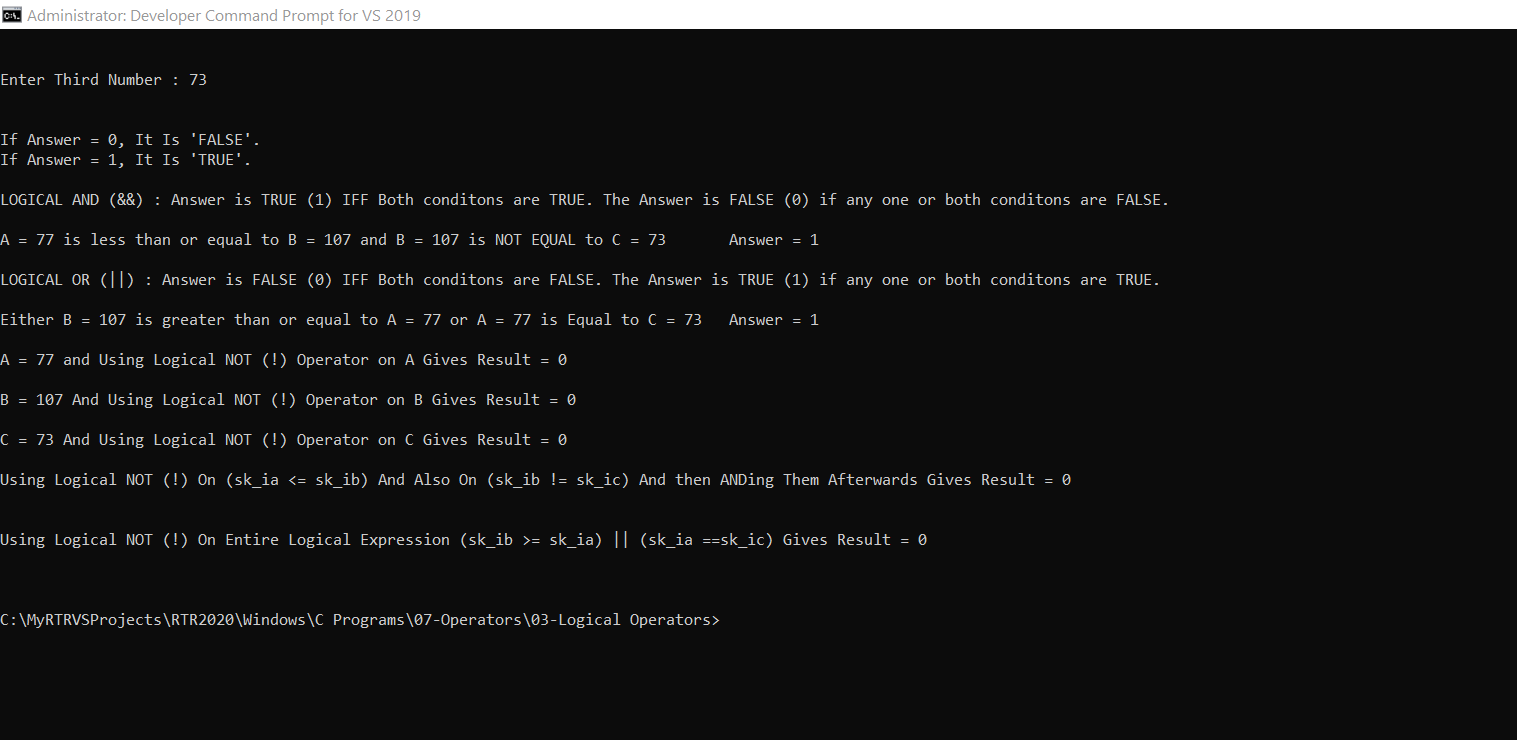 Administrator: Developer Command Prompt for VS 2019
Enter Third Number : 73
If Answer = 0, It Is 'FALSE'.
If Answer = 1, It Is 'TRUE'.
LOGICAL AND (&&) : Answer is TRUE (1) IFF Both conditons are TRUE. The Answer is FALSE (0) if any one or both conditons are FALSE.
A = 77 is less than or equal to B = 107 and B = 107 is NOT EQUAL to C = 73       Answer = 1
LOGICAL OR (||) : Answer is FALSE (0) IFF Both conditons are FALSE. The Answer is TRUE (1) if any one or both conditons are TRUE.
Either B = 107 is greater than or equal to A = 77 or A = 77 is Equal to C = 73   Answer = 1
A = 77 and Using Logical NOT (!) Operator on A Gives Result = 0
B = 107 And Using Logical NOT (!) Operator on B Gives Result = 0
C = 73 And Using Logical NOT (!) Operator on C Gives Result = 0
Using Logical NOT (!) On (sk_ia <= sk_ib) And Also On (sk_ib != sk_ic) And then ANDing Them Afterwards Gives Result = 0
Using Logical NOT (!) On Entire Logical Expression (sk_ib >= sk_ia) || (sk_ia ==sk_ic) Gives Result = 0
C:\MyRTRVSProjects\RTR2020\Windows\C Programs\07-Operators\03-Logical Operators>